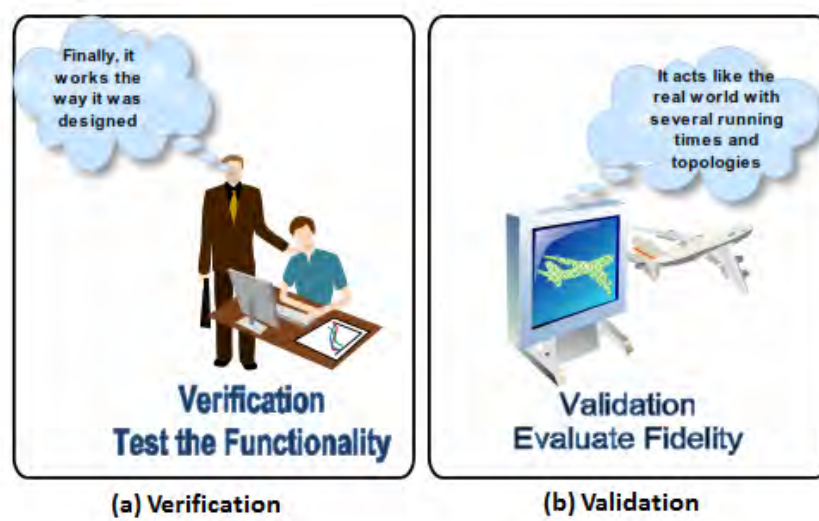 Finally, it
works the
way it was
designed
Verification
Test the Functionality
(a) Verification
It acts like the
real world with
several running
times and
topologies
Validation
Evaluate Fidelity
(b) Validation